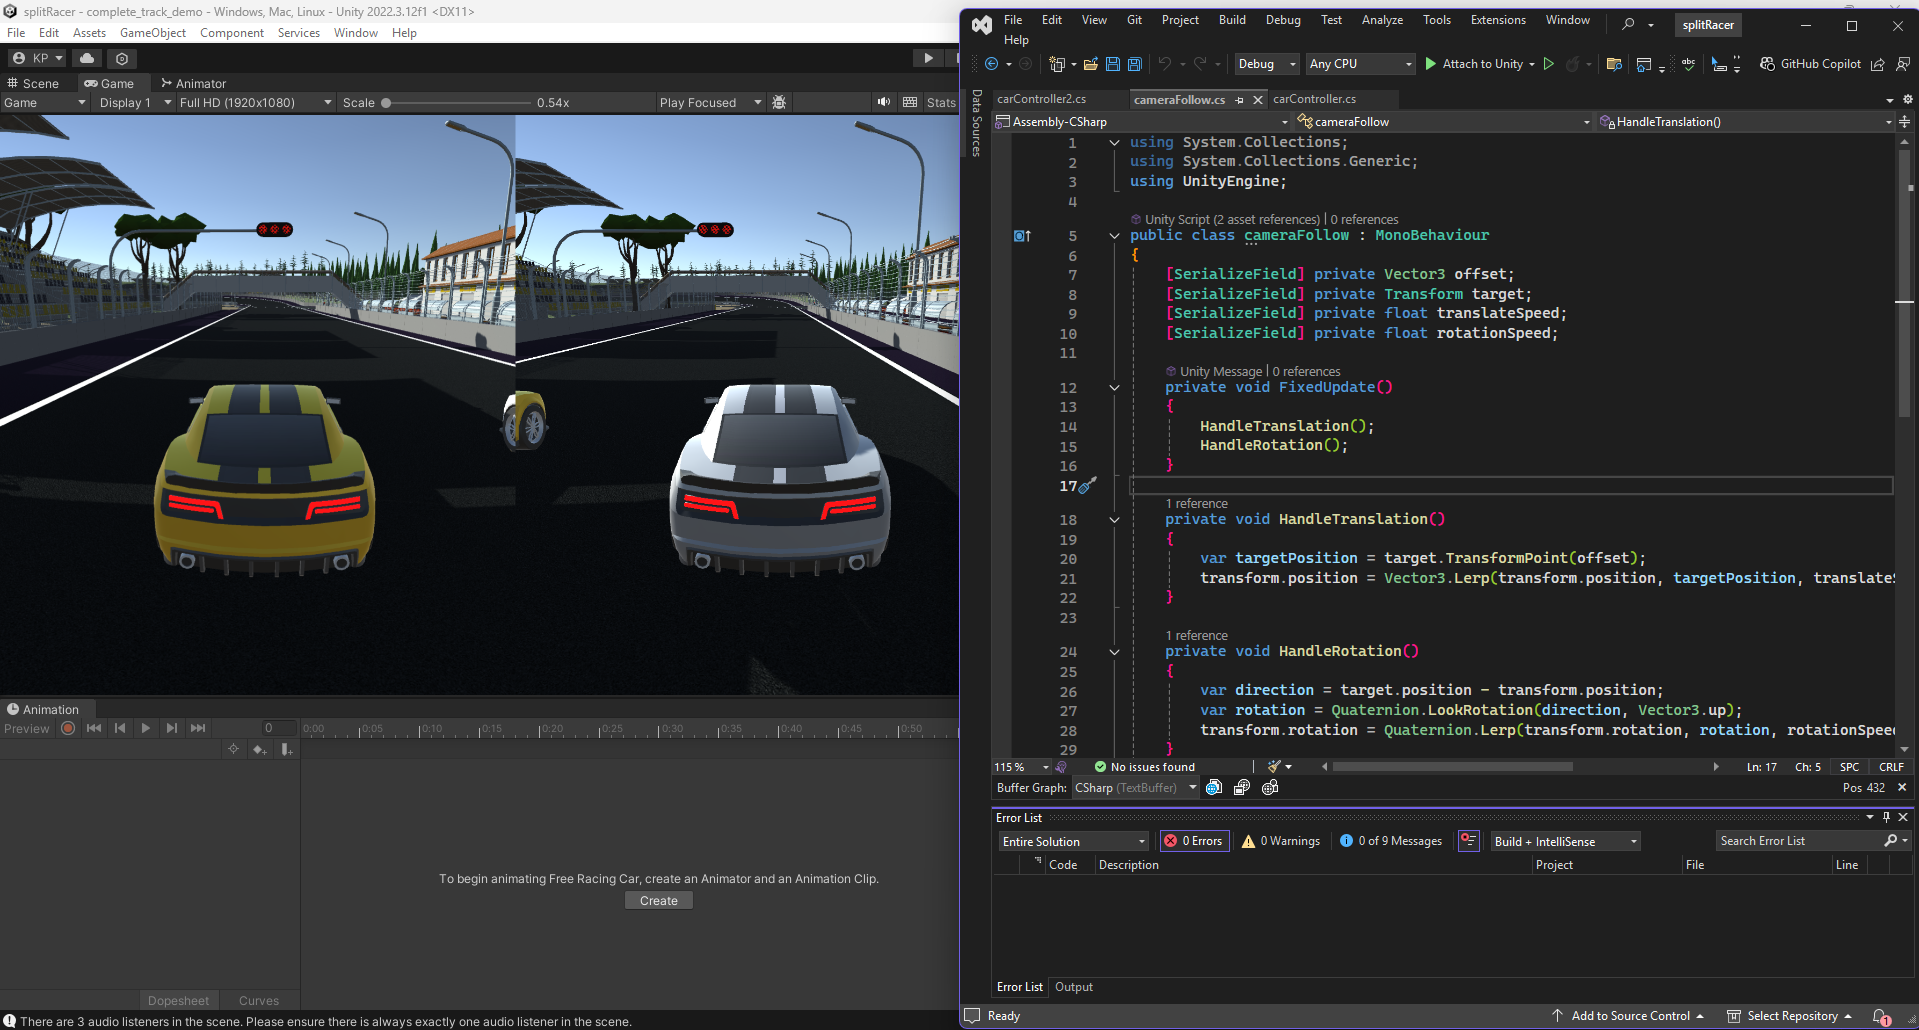 splitRacer - complete_track_demo - Windows, Mac, Linux - Unity 2022.3.12f1 <DX11>
File Edit Assets GameObject Component Services Window Help
KP
Scene Game Animator
Game Display 1 Full HD (1920x1080) Scale 0.54x Play Focused Stats
Animation
Preview 0 0:00 0:05 0:10 0:15 0:20 0:25 0:30 0:35 0:40 0:45 0:50
To begin animating Free Racing Car, create an Animator and an Animation Clip.
Create
Dopesheet Curves
There are 3 audio listeners in the scene. Please ensure there is always exactly one audio listener in the scene.
File Edit View Git Project Build Debug Test Analyze Tools Extensions Window splitRacer
Help
Debug Any CPU Attach to Unity GitHub Copilot
Data Sources
carController2.cs cameraFollow.cs carController.cs
Assembly-CSharp cameraFollow HandleTranslation()
1 using System.Collections;
2 using System.Collections.Generic;
3 using UnityEngine;
4
Unity Script (2 asset references) | 0 references
5 public class cameraFollow : MonoBehaviour
6 {
7 [SerializeField] private Vector3 offset;
8 [SerializeField] private Transform target;
9 [SerializeField] private float translateSpeed;
10 [SerializeField] private float rotationSpeed;
11
Unity Message | 0 references
12 private void FixedUpdate()
13 {
14 HandleTranslation();
15 HandleRotation();
16 }
17
1 reference
18 private void HandleTranslation()
19 {
20 var targetPosition = target.TransformPoint(offset);
21 transform.position = Vector3.Lerp(transform.position, targetPosition, translateS
22 }
23
1 reference
24 private void HandleRotation()
25 {
26 var direction = target.position - transform.position;
27 var rotation = Quaternion.LookRotation(direction, Vector3.up);
28 transform.rotation = Quaternion.Lerp(transform.rotation, rotation, rotationSpee
29 }
115 % No issues found Ln: 17 Ch: 5 SPC CRLF
Buffer Graph: CSharp (TextBuffer) Pos 432
Error List
Entire Solution 0 Errors 0 Warnings 0 of 9 Messages Build + IntelliSense Search Error List
Code Description Project File Line
Error List Output
Ready Add to Source Control Select Repository 1